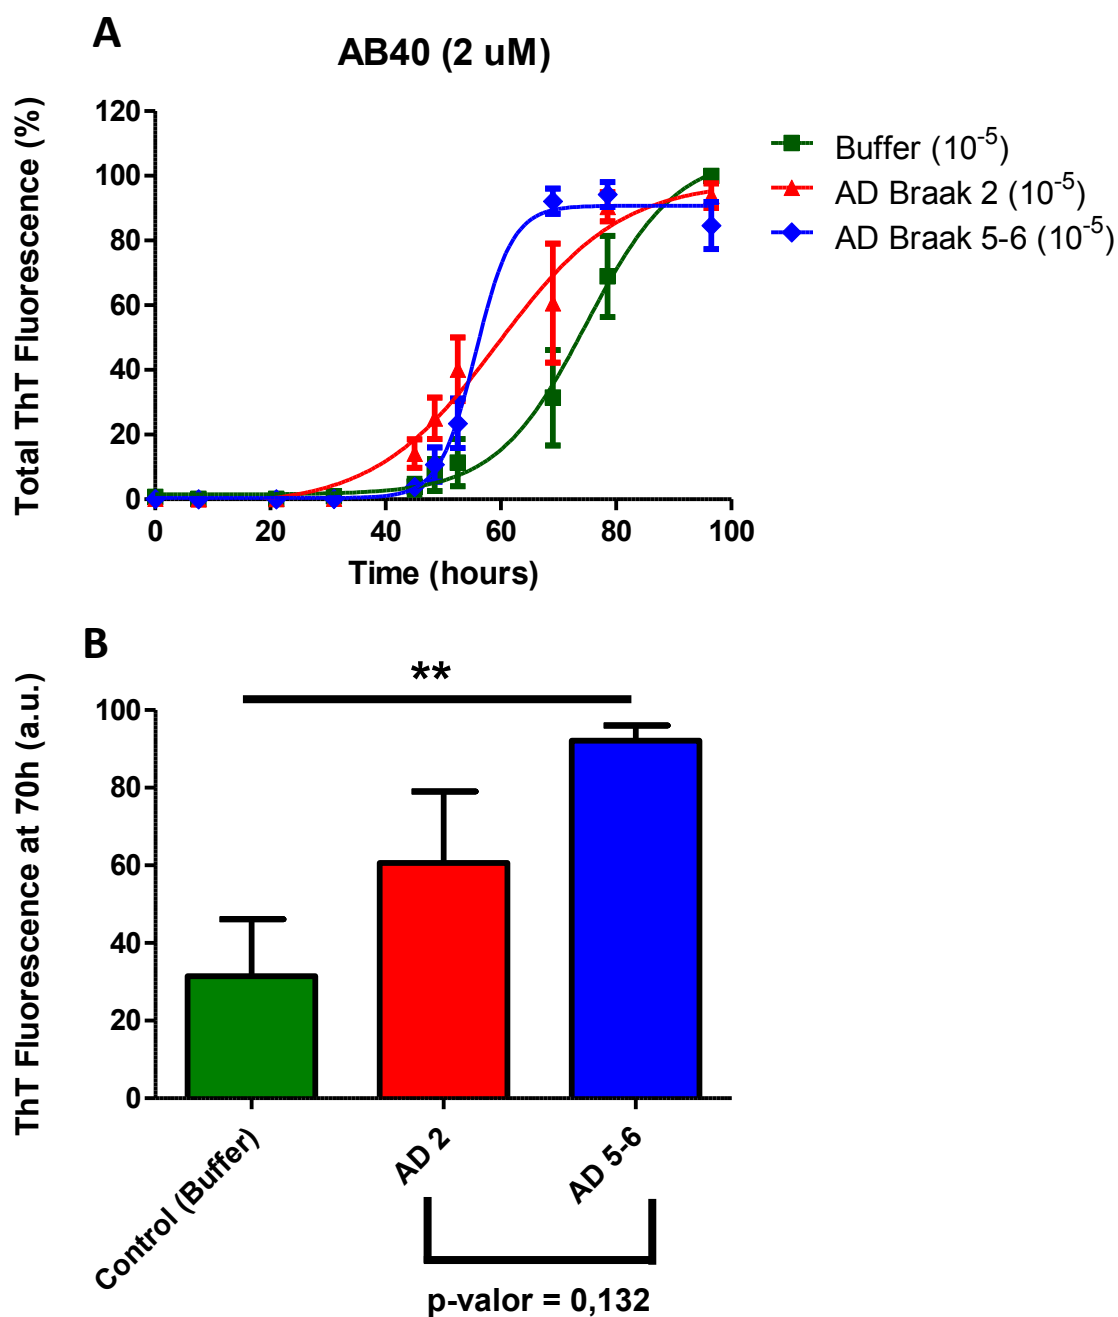 A
AB40 (2 uM)
Total ThT Fluorescence (%)
120
100
80
60
40
20
0
0 20 40 60 80 100
Time (hours)
Buffer (10⁻⁵)
AD Braak 2 (10⁻⁵)
AD Braak 5-6 (10⁻⁵)
B
**
ThT Fluorescence at 70h (a.u.)
100
80
60
40
20
0
Control (Buffer)
AD 2
AD 5-6
p-valor = 0,132